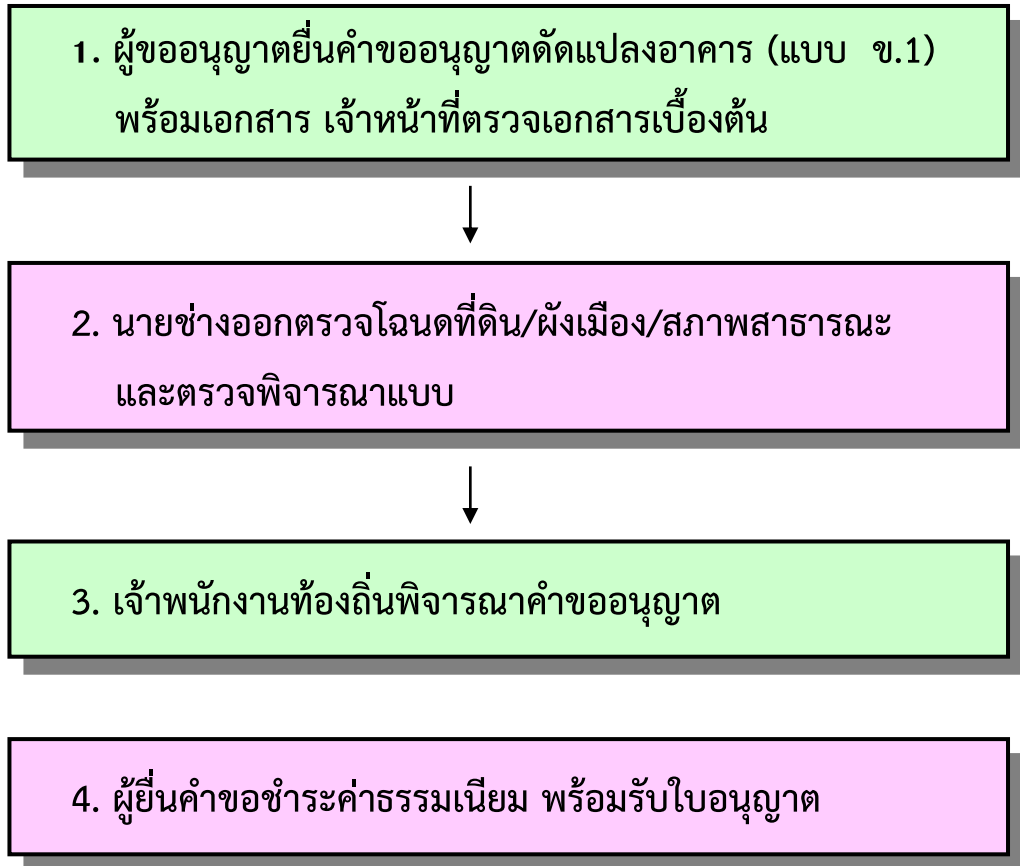 1. ผู้ขออนุญาตยื่นคำขออนุญาตดัดแปลงอาคาร (แบบ ข.1)
พร้อมเอกสาร เจ้าหน้าที่ตรวจเอกสารเบื้องต้น
2. นายช่างออกตรวจโฉนดที่ดิน/ผังเมือง/สภาพสาธารณะ
และตรวจพิจารณาแบบ
3. เจ้าพนักงานท้องถิ่นพิจารณาคำขออนุญาต
4. ผู้ยื่นคำขอชำระค่าธรรมเนียม พร้อมรับใบอนุญาต